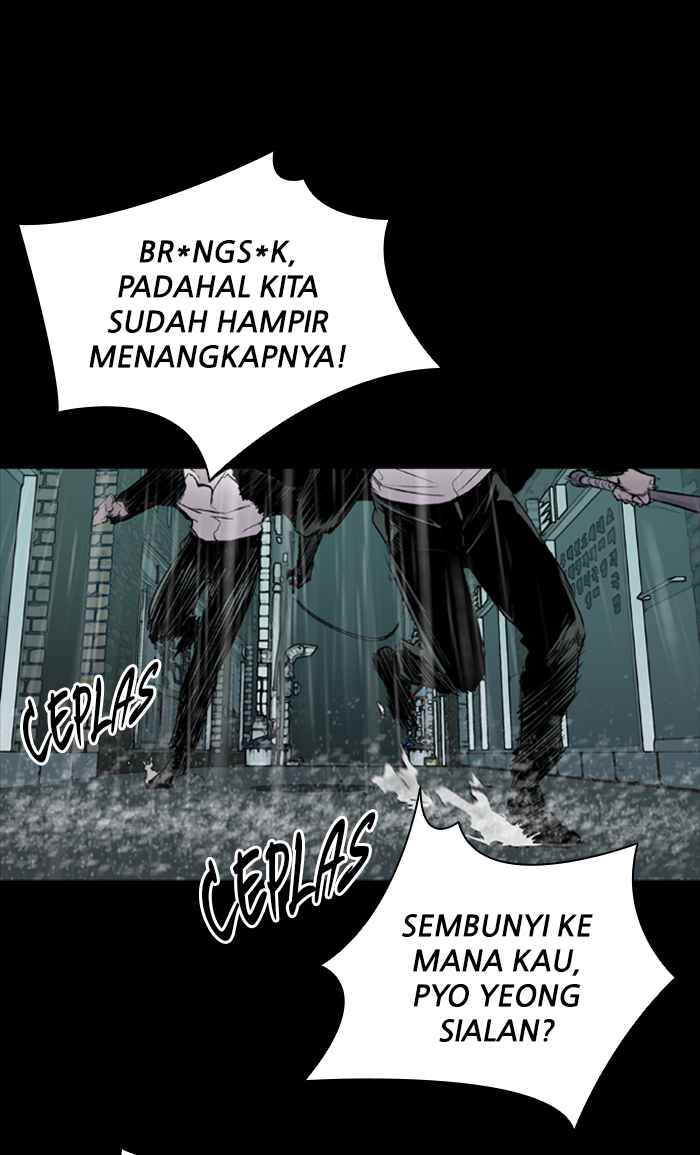 BR*NGS*K,
PADAHAL KITA
SUDAH HAMPIR
MENANGKAPNYA!
CEPLAS
CEPLAS
SEMBUNYI KE
MANA KAU,
PYO YEONG
SIALAN?